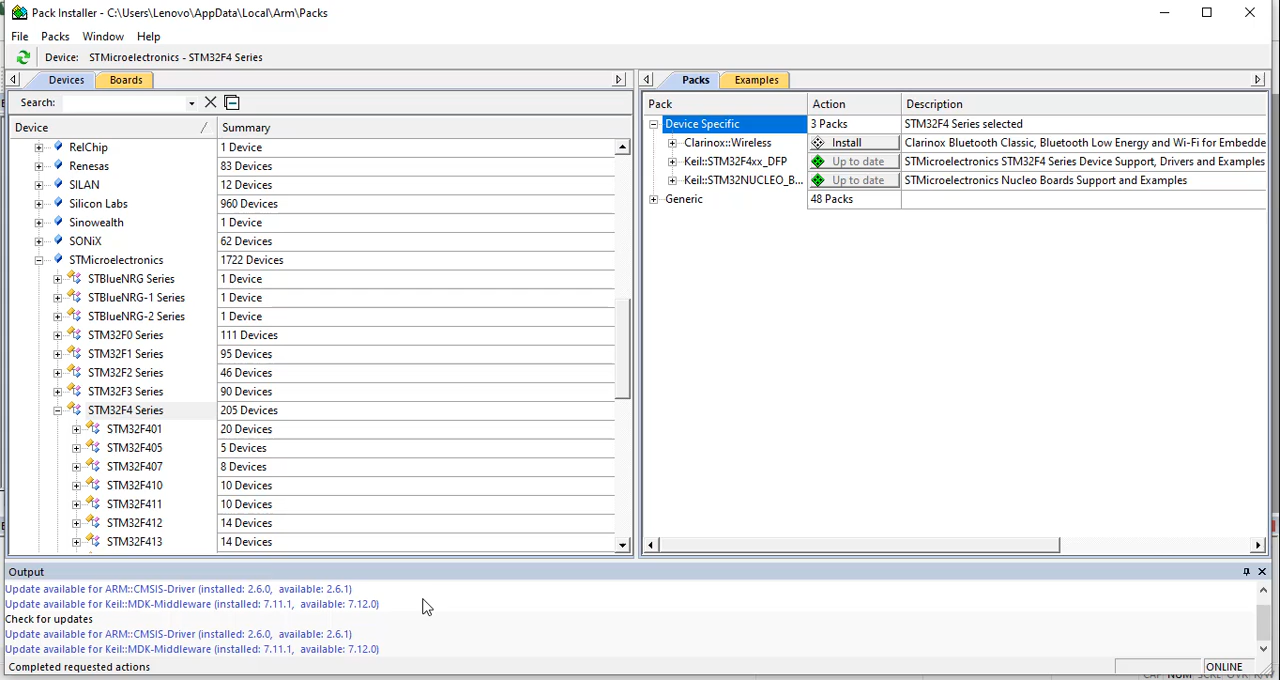 Pack Installer - C:\Users\Lenovo\AppData\Local\Arm\Packs
File Packs Window Help
Device: STMicroelectronics - STM32F4 Series
Devices Boards
Search:
Device Summary
RelChip 1 Device
Renesas 83 Devices
SILAN 12 Devices
Silicon Labs 960 Devices
Sinowealth 1 Device
SONiX 62 Devices
STMicroelectronics 1722 Devices
STBlueNRG Series 1 Device
STBlueNRG-1 Series 1 Device
STBlueNRG-2 Series 1 Device
STM32F0 Series 111 Devices
STM32F1 Series 95 Devices
STM32F2 Series 46 Devices
STM32F3 Series 90 Devices
STM32F4 Series 205 Devices
STM32F401 20 Devices
STM32F405 5 Devices
STM32F407 8 Devices
STM32F410 10 Devices
STM32F411 10 Devices
STM32F412 14 Devices
STM32F413 14 Devices
Packs Examples
Pack Action Description
Device Specific 3 Packs STM32F4 Series selected
Clarinox::Wireless Install Clarinox Bluetooth Classic, Bluetooth Low Energy and Wi-Fi for Embedde
Keil::STM32F4xx_DFP Up to date STMicroelectronics STM32F4 Series Device Support, Drivers and Examples
Keil::STM32NUCLEO_B... Up to date STMicroelectronics Nucleo Boards Support and Examples
Generic 48 Packs
Output
Update available for ARM::CMSIS-Driver (installed: 2.6.0, available: 2.6.1)
Update available for Keil::MDK-Middleware (installed: 7.11.1, available: 7.12.0)
Check for updates
Update available for ARM::CMSIS-Driver (installed: 2.6.0, available: 2.6.1)
Update available for Keil::MDK-Middleware (installed: 7.11.1, available: 7.12.0)
Completed requested actions ONLINE